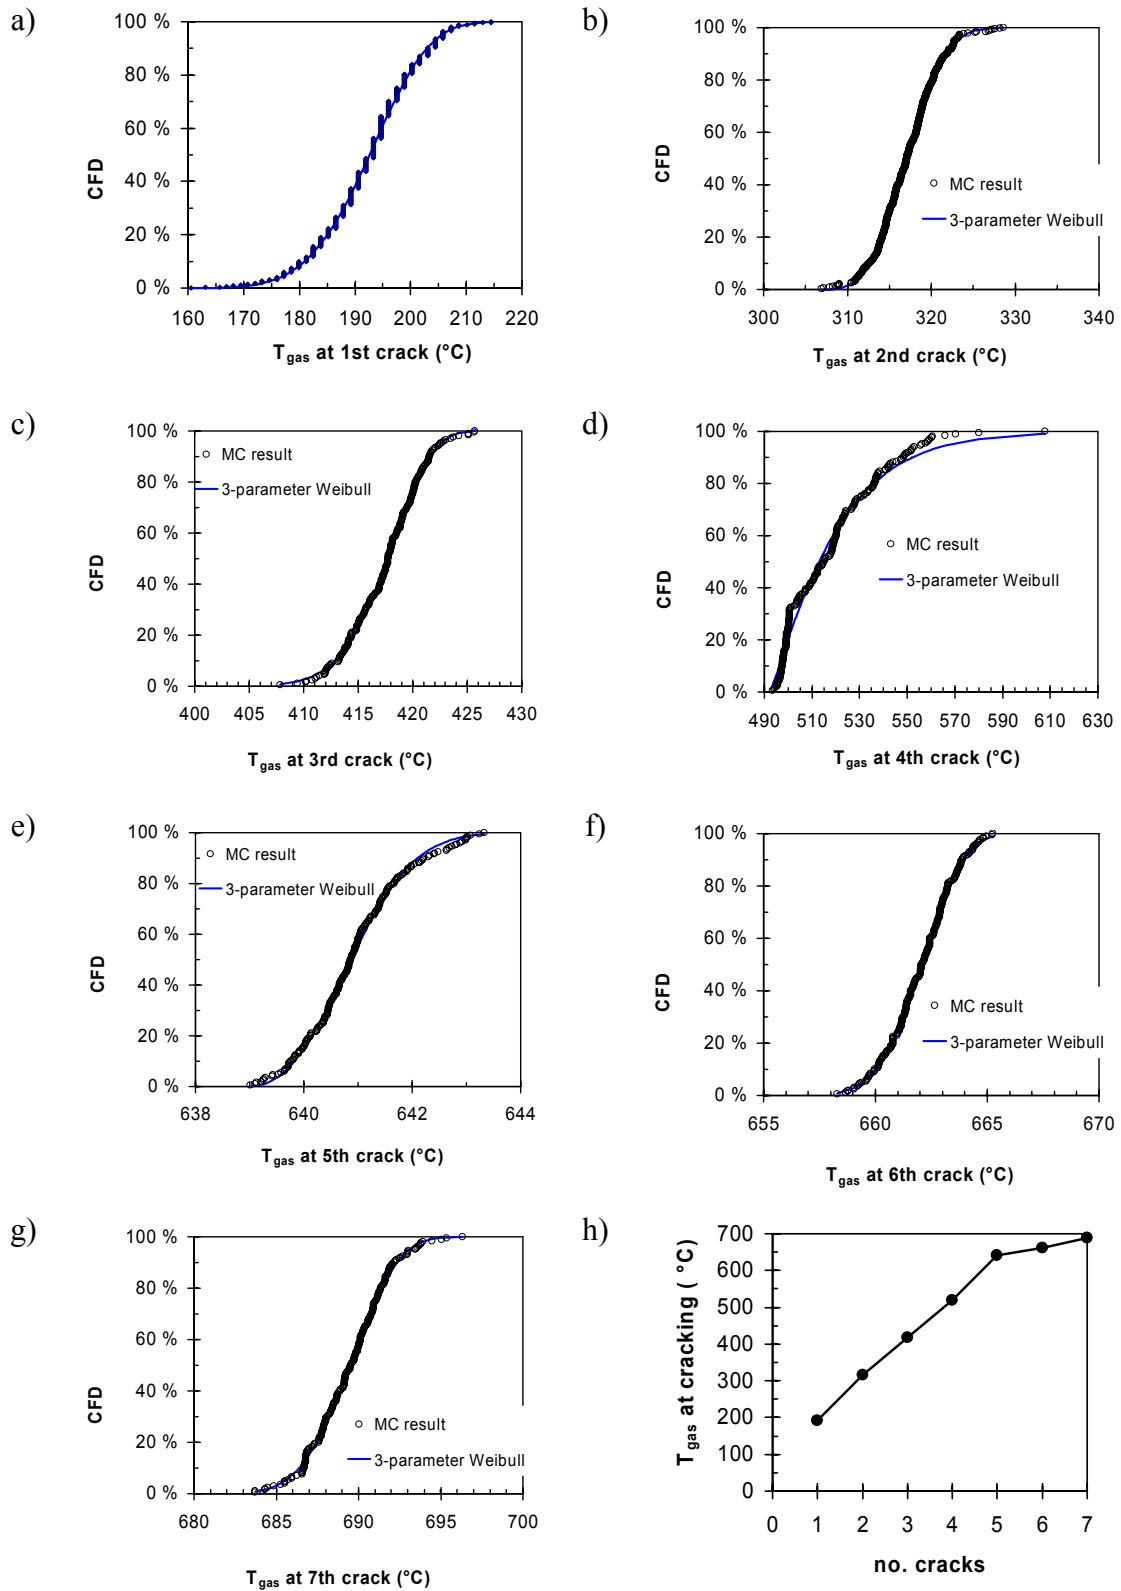 a)
100 %
80 %
60 %
40 %
20 %
0 %
CFD
160 170 180 190 200 210 220
Tgas at 1st crack (°C)
b)
100 %
80 %
60 %
40 %
20 %
0 %
CFD
MC result
3-parameter Weibull
300 310 320 330 340
Tgas at 2nd crack (°C)
c)
100 %
80 %
60 %
40 %
20 %
0 %
CFD
MC result
3-parameter Weibull
400 405 410 415 420 425 430
Tgas at 3rd crack (°C)
d)
100 %
80 %
60 %
40 %
20 %
0 %
CFD
MC result
3-parameter Weibull
490 510 530 550 570 590 610 630
Tgas at 4th crack (°C)
e)
100 %
80 %
60 %
40 %
20 %
0 %
CFD
MC result
3-parameter Weibull
638 640 642 644
Tgas at 5th crack (°C)
f)
100 %
80 %
60 %
40 %
20 %
0 %
CFD
MC result
3-parameter Weibull
655 660 665 670
Tgas at 6th crack (°C)
g)
100 %
80 %
60 %
40 %
20 %
0 %
CFD
MC result
3-parameter Weibull
680 685 690 695 700
Tgas at 7th crack (°C)
h)
700
600
500
400
300
200
100
0
Tgas at cracking ( °C)
0 1 2 3 4 5 6 7
no. cracks